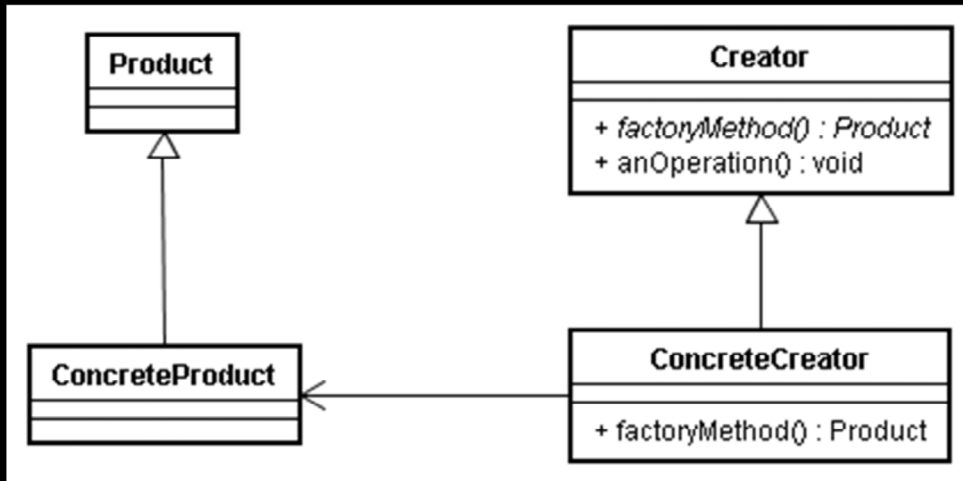 Product
Creator
+ factoryMethod() : Product
+ anOperation() : void
ConcreteProduct
ConcreteCreator
+ factoryMethod() : Product